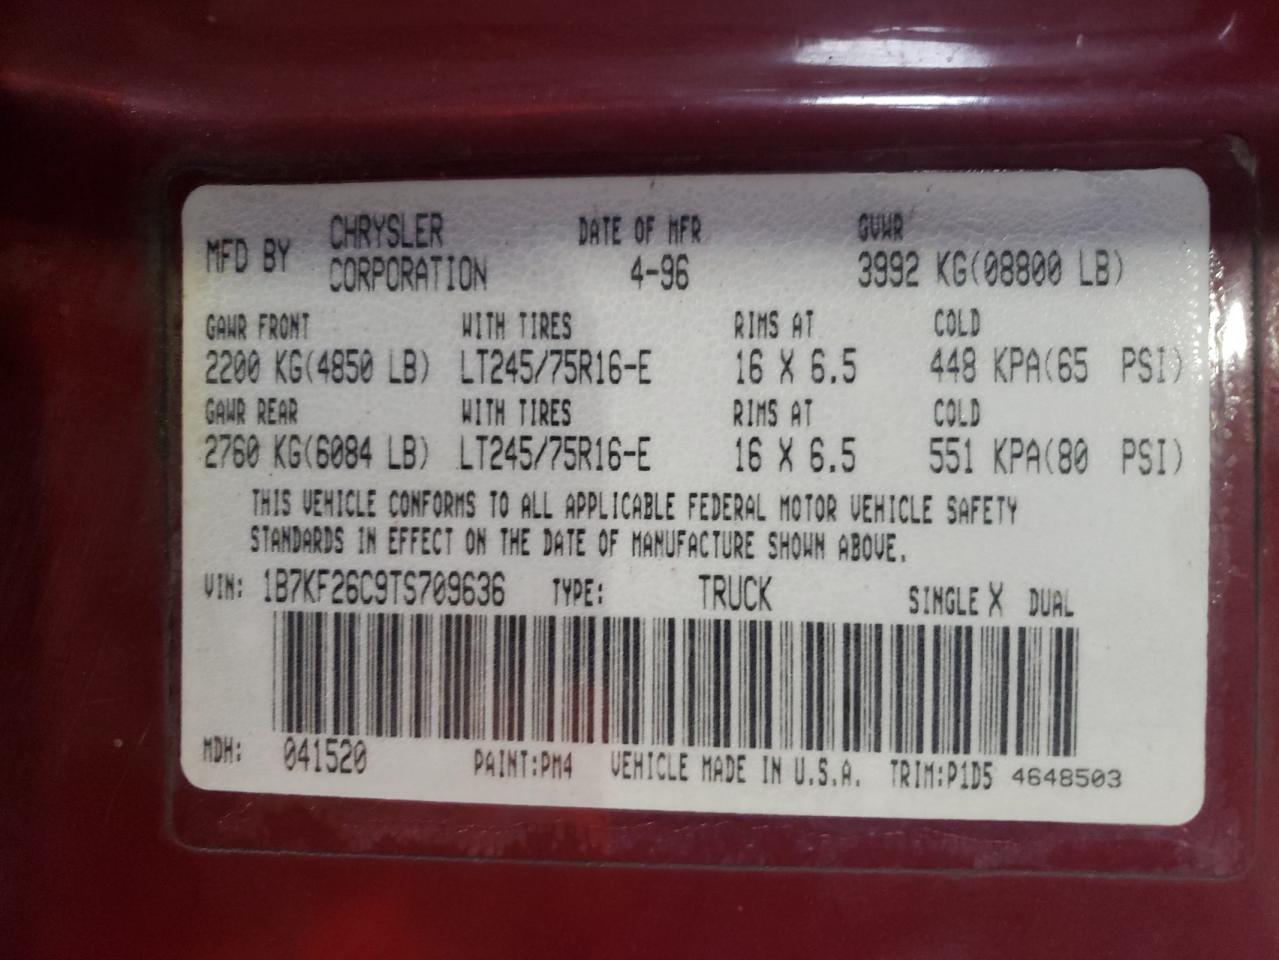 MFD BY CHRYSLER CORPORATION DATE OF MFR 4-96 GVWR 3992 KG(08800 LB)
GAWR FRONT WITH TIRES RIMS AT COLD
2200 KG(4850 LB) LT245/75R16-E 16 X 6.5 448 KPA(65 PSI)
GAWR REAR WITH TIRES RIMS AT COLD
2760 KG(6084 LB) LT245/75R16-E 16 X 6.5 551 KPA(80 PSI)
THIS VEHICLE CONFORMS TO ALL APPLICABLE FEDERAL MOTOR VEHICLE SAFETY
STANDARDS IN EFFECT ON THE DATE OF MANUFACTURE SHOWN ABOVE.
VIN: 1B7KF26C9TS709636 TYPE: TRUCK SINGLE X DUAL
MDH: 041520 PAINT:PM4 VEHICLE MADE IN U.S.A. TRIM:P1D5 4648503